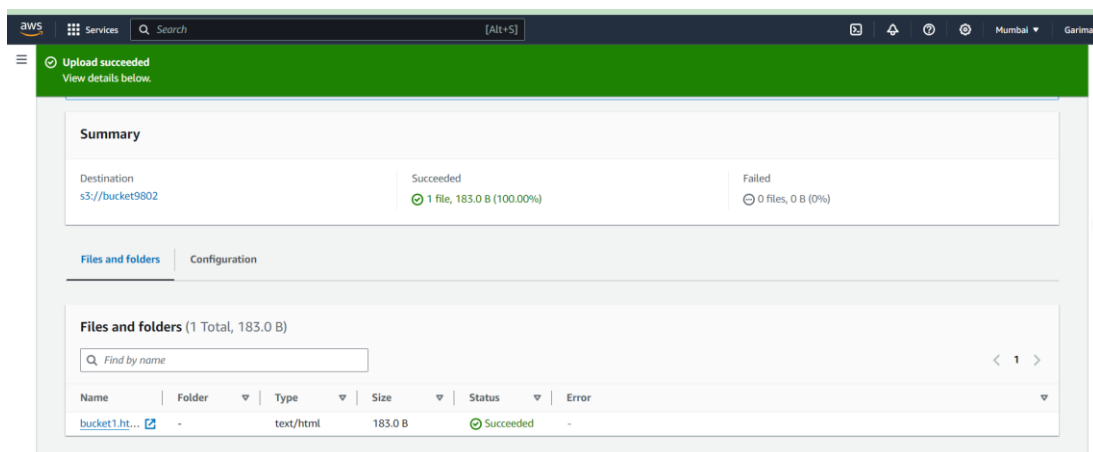 aws Services Search [Alt+S] Mumbai Garima
Upload succeeded
View details below.
Summary
Destination Succeeded Failed
s3://bucket9802 1 file, 183.0 B (100.00%) 0 files, 0 B (0%)
Files and folders Configuration
Files and folders (1 Total, 183.0 B)
Find by name 1
Name Folder Type Size Status Error
bucket1.ht... - text/html 183.0 B Succeeded -